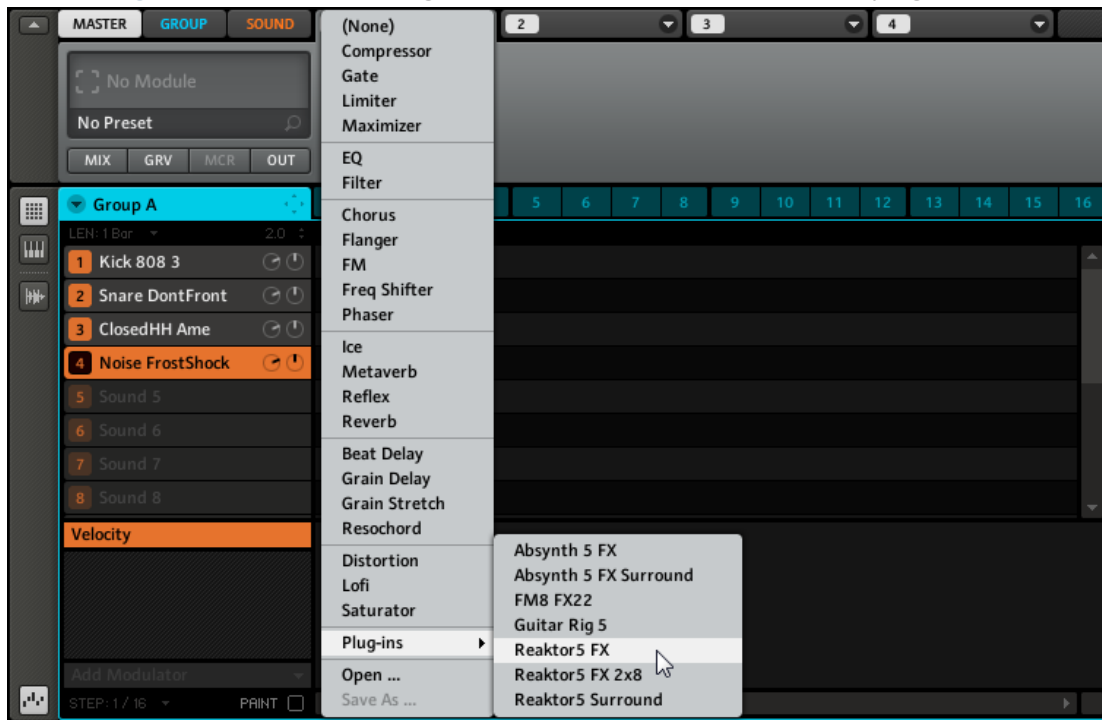 MASTER GROUP SOUND
2 3 4
No Module
No Preset
MIX GRV MCR OUT
Group A
5 6 7 8 9 10 11 12 13 14 15 16
LEN: 1 Bar 2.0
1 Kick 808 3
2 Snare DontFront
3 ClosedHH Ame
4 Noise FrostShock
5 Sound 5
6 Sound 6
7 Sound 7
8 Sound 8
Velocity
Add Modulator
STEP: 1 / 16 PAINT
(None)
Compressor
Gate
Limiter
Maximizer
EQ
Filter
Chorus
Flanger
FM
Freq Shifter
Phaser
Ice
Metaverb
Reflex
Reverb
Beat Delay
Grain Delay
Grain Stretch
Resochord
Distortion
Lofi
Saturator
Plug-ins
Open ...
Save As ...
Absynth 5 FX
Absynth 5 FX Surround
FM8 FX22
Guitar Rig 5
Reaktor5 FX
Reaktor5 FX 2x8
Reaktor5 Surround